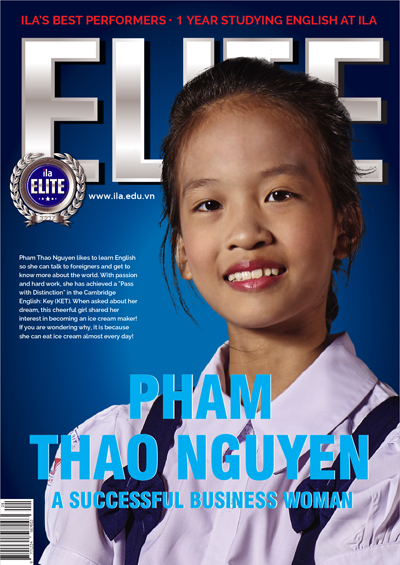 ILA'S BEST PERFORMERS • 1 YEAR STUDYING ENGLISH AT ILA
ELITE
ila
ELITE
www.ila.edu.vn
Pham Thao Nguyen likes to learn English
so she can talk to foreigners and get to
know more about the world. With passion
and hard work, she has achieved a "Pass
with Distinction" in the Cambridge
English: Key (KET). When asked about her
dream, this cheerful girl shared her
interest in becoming an ice cream maker!
If you are wondering why, it is because
she can eat ice cream almost every day!
PHAM
THAO NGUYEN
A SUCCESSFUL BUSINESS WOMAN